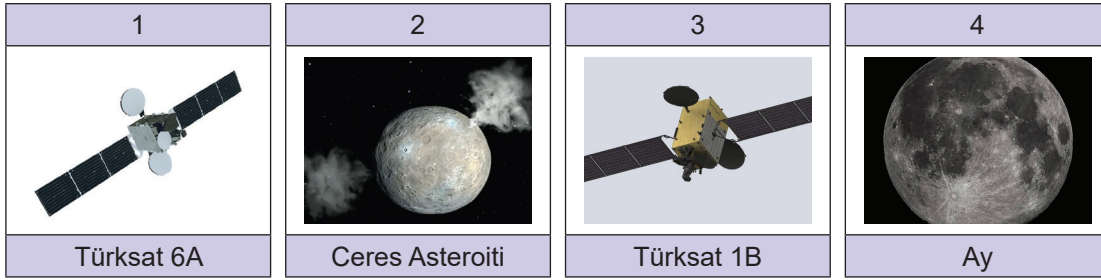 1
Türksat 6A
2
Ceres Asteroiti
3
Türksat 1B
4
Ay